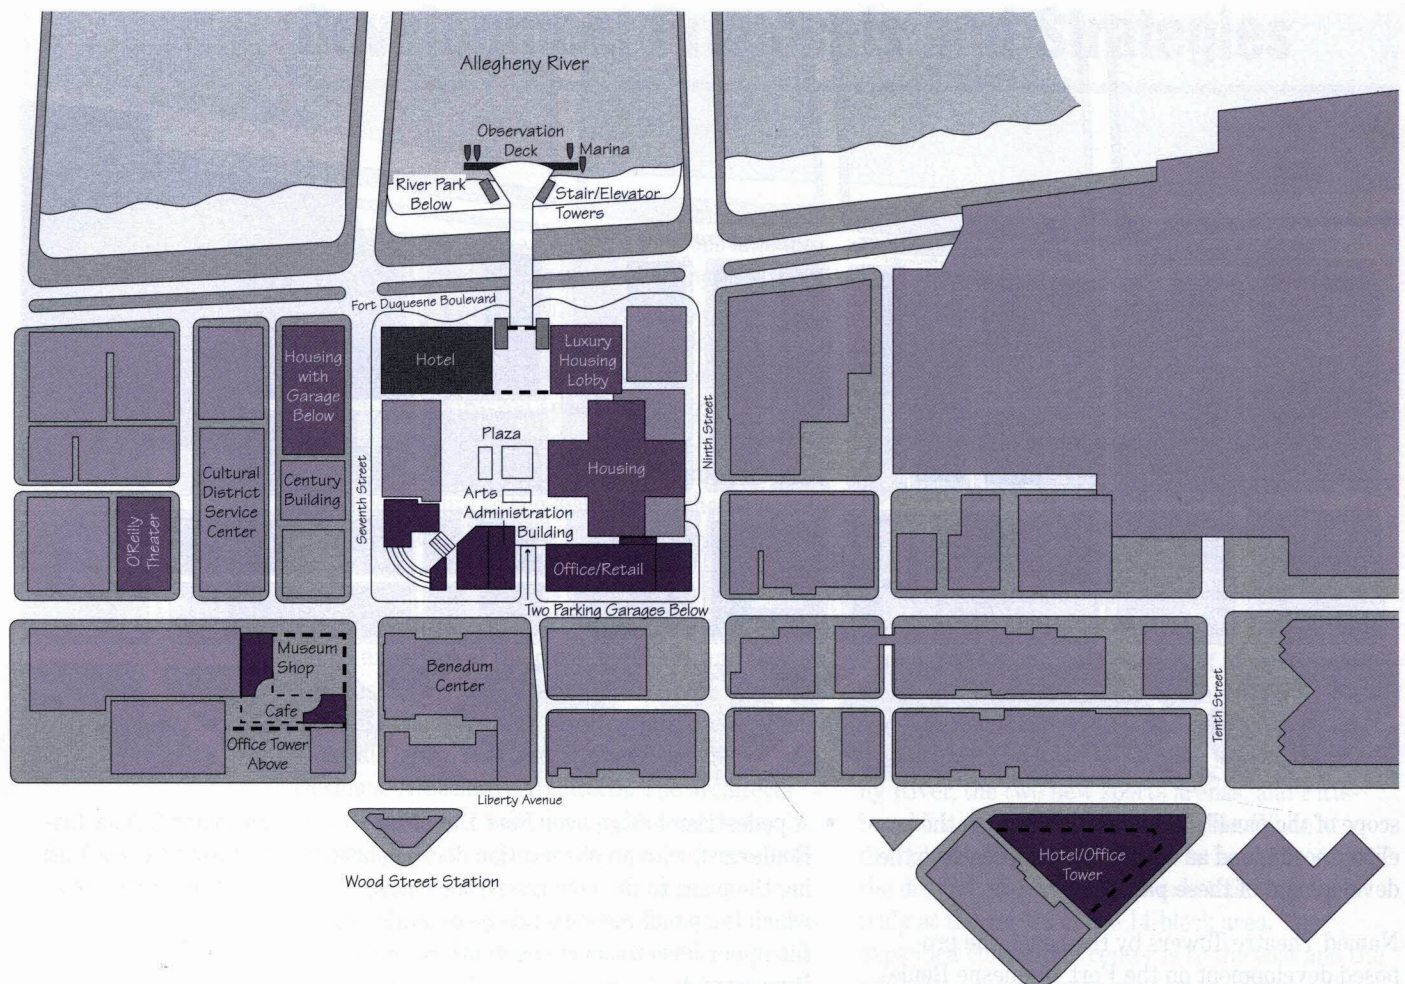 Allegheny River
Observation
Deck
Marina
River Park
Below
Stair/Elevator
Towers
Fort Duquesne Boulevard
Hotel
Luxury
Housing
Lobby
Housing
with
Garage
Below
Plaza
Housing
Ninth Street
Seventh Street
Cultural
District
Service
Center
Century
Building
Arts
Administration
Building
O'Reilly
Theater
Office/Retail
Two Parking Garages Below
Museum
Shop
Cafe
Office Tower
Above
Benedum
Center
Tenth Street
Liberty Avenue
Wood Street Station
Hotel/Office
Tower